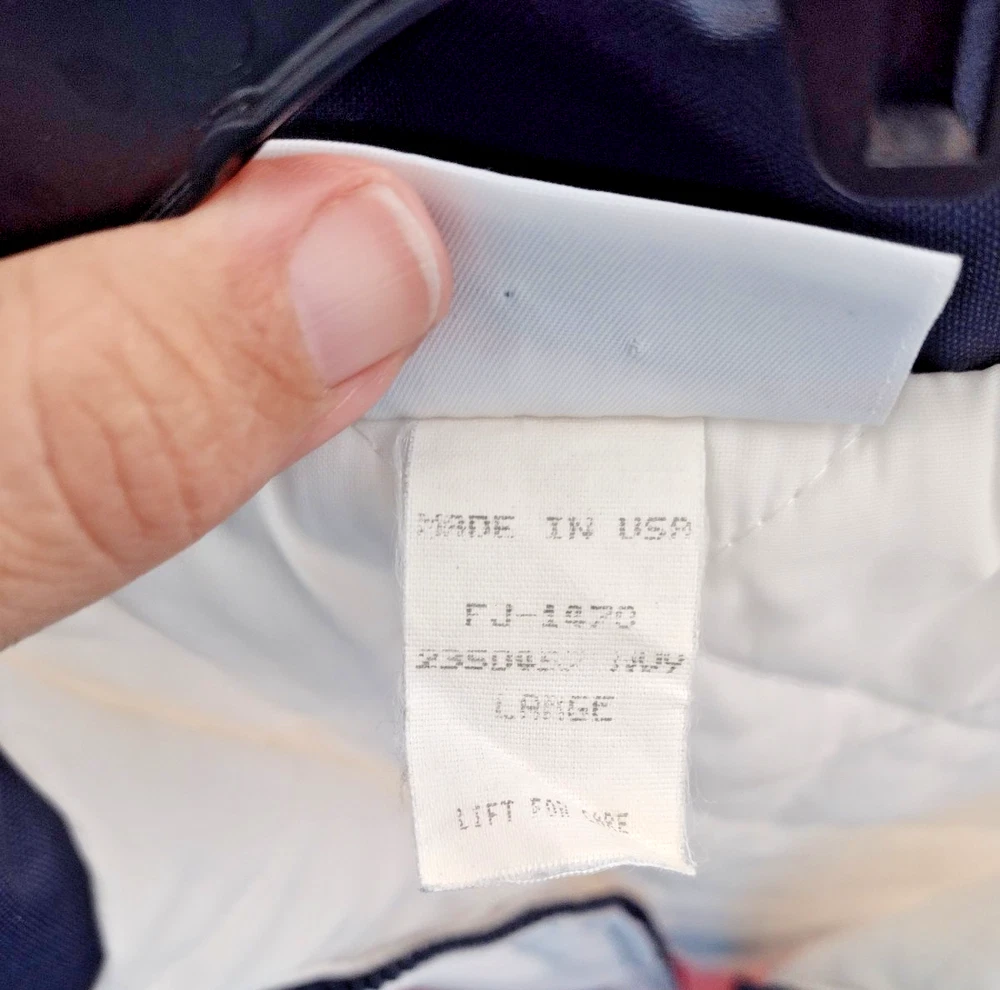 MADE IN USA
FJ-1470
LARGE
LIFT FOR CARE